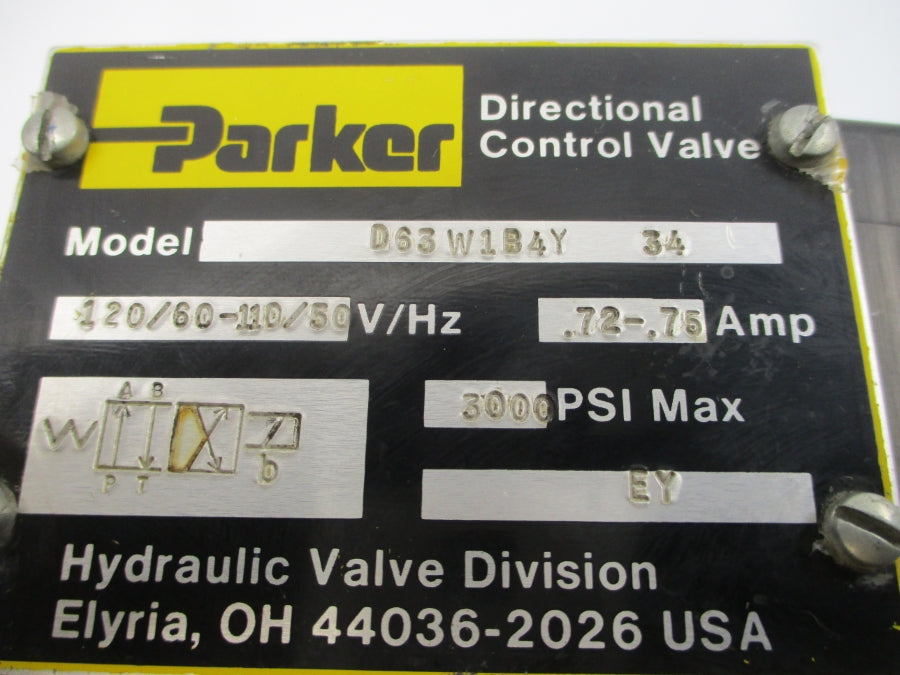 Parker
Directional
Control Valve
Model D63W1B4Y 34
120/60-110/50 V/Hz .72-.75 Amp
3000 PSI Max
A B
P T
b
EY
Hydraulic Valve Division
Elyria, OH 44036-2026 USA